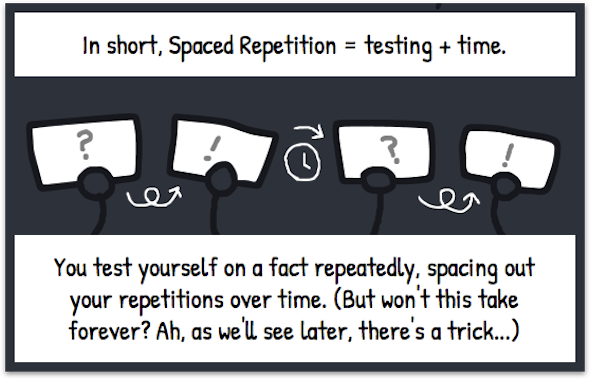 In short, Spaced Repetition = testing + time.
? ! ? !
You test yourself on a fact repeatedly, spacing out
your repetitions over time. (But won't this take
forever? Ah, as we'll see later, there's a trick...)